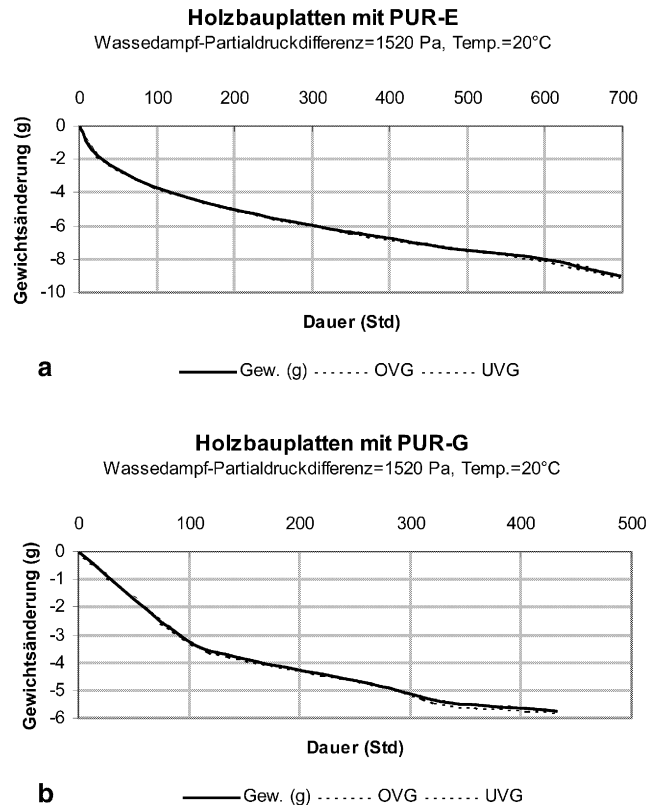 Holzbauplatten mit PUR-E
Wassedampf-Partialdruckdifferenz=1520 Pa, Temp.=20°C
0 100 200 300 400 500 600 700
0
-2
-4
-6
-8
-10
Gewichtsänderung (g)
Dauer (Std)
a
Gew. (g) OVG UVG
Holzbauplatten mit PUR-G
Wassedampf-Partialdruckdifferenz=1520 Pa, Temp.=20°C
0 100 200 300 400 500
0
-1
-2
-3
-4
-5
-6
Gewichtsänderung (g)
Dauer (Std)
b
Gew. (g) OVG UVG